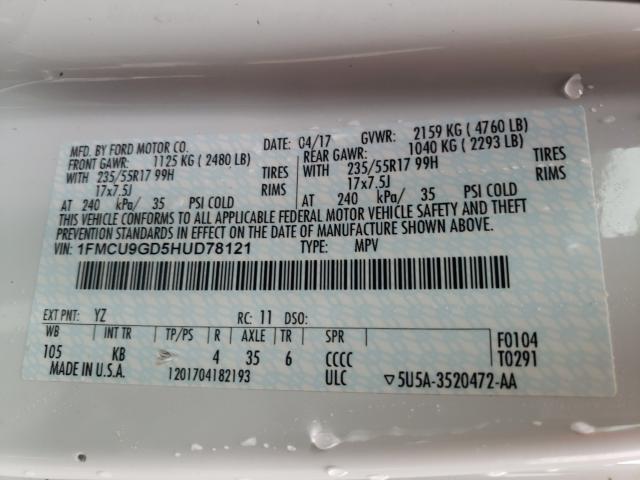 MFD. BY FORD MOTOR CO. DATE: 04/17 GVWR: 2159 KG ( 4760 LB)
FRONT GAWR: 1125 KG ( 2480 LB) REAR GAWR: 1040 KG ( 2293 LB)
WITH 235/55R17 99H TIRES WITH 235/55R17 99H TIRES
17x7.5J RIMS 17x7.5J RIMS
AT 240 kPa/ 35 PSI COLD AT 240 kPa/ 35 PSI COLD
THIS VEHICLE CONFORMS TO ALL APPLICABLE FEDERAL MOTOR VEHICLE SAFETY AND THEFT
PREVENTION STANDARDS IN EFFECT ON THE DATE OF MANUFACTURE SHOWN ABOVE.
VIN: 1FMCU9GD5HUD78121 TYPE: MPV
EXT PNT: YZ RC: 11 DSO:
WB INT TR TP/PS R AXLE TR SPR F0104
105 KB 4 35 6 CCCC T0291
MADE IN U.S.A. 1201704182193 ULC ▽5U5A-3520472-AA